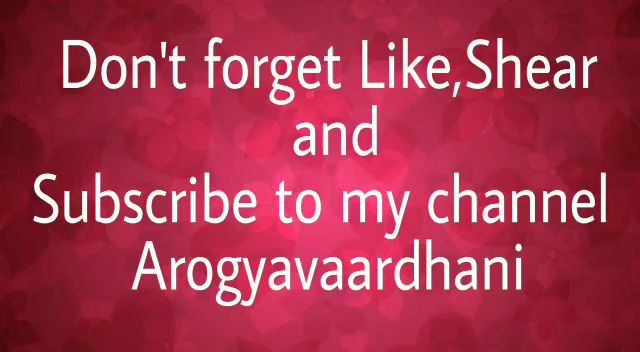 Don't forget Like,Shear
and
Subscribe to my channel
Arogyavaardhani